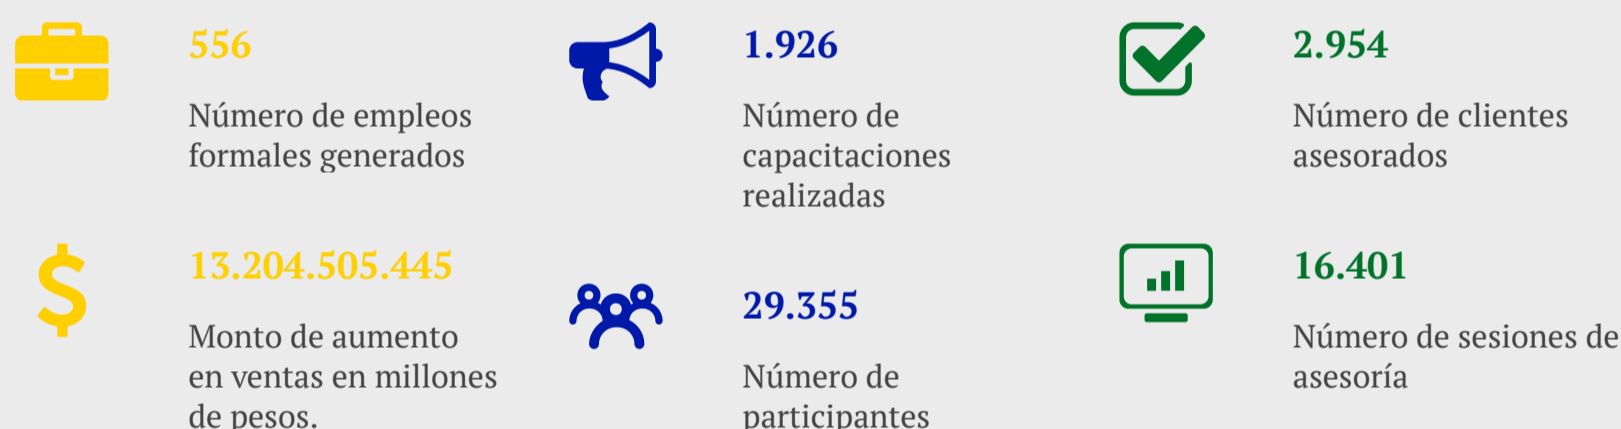 556
Número de empleos
formales generados
13.204.505.445
Monto de aumento
en ventas en millones
de pesos.
1.926
Número de
capacitaciones
realizadas
29.355
Número de
participantes
2.954
Número de clientes
asesorados
16.401
Número de sesiones de
asesoría